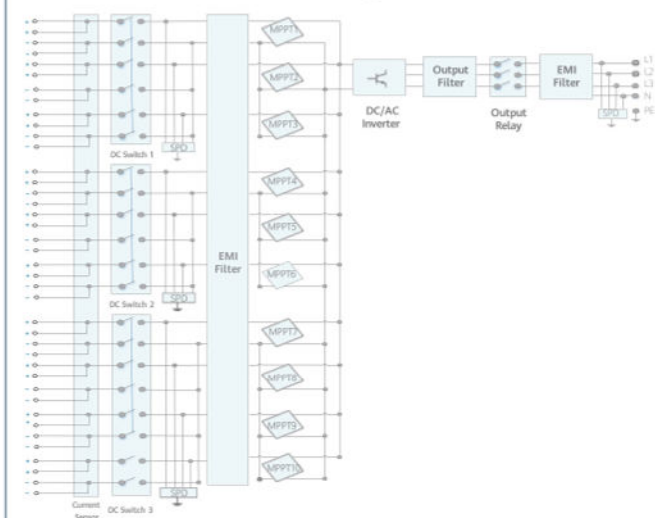 MPPT1
MPPT2
MPPT3
SPD
DC Switch 1
MPPT4
MPPT5
EMI
Filter
MPPT6
SPD
DC Switch 2
MPPT7
MPPT8
MPPT9
MPPT10
SPD
Current
Sensor
DC Switch 3
DC/AC
Inverter
Output
Filter
Output
Relay
EMI
Filter
SPD
L1
L2
L3
N
PE